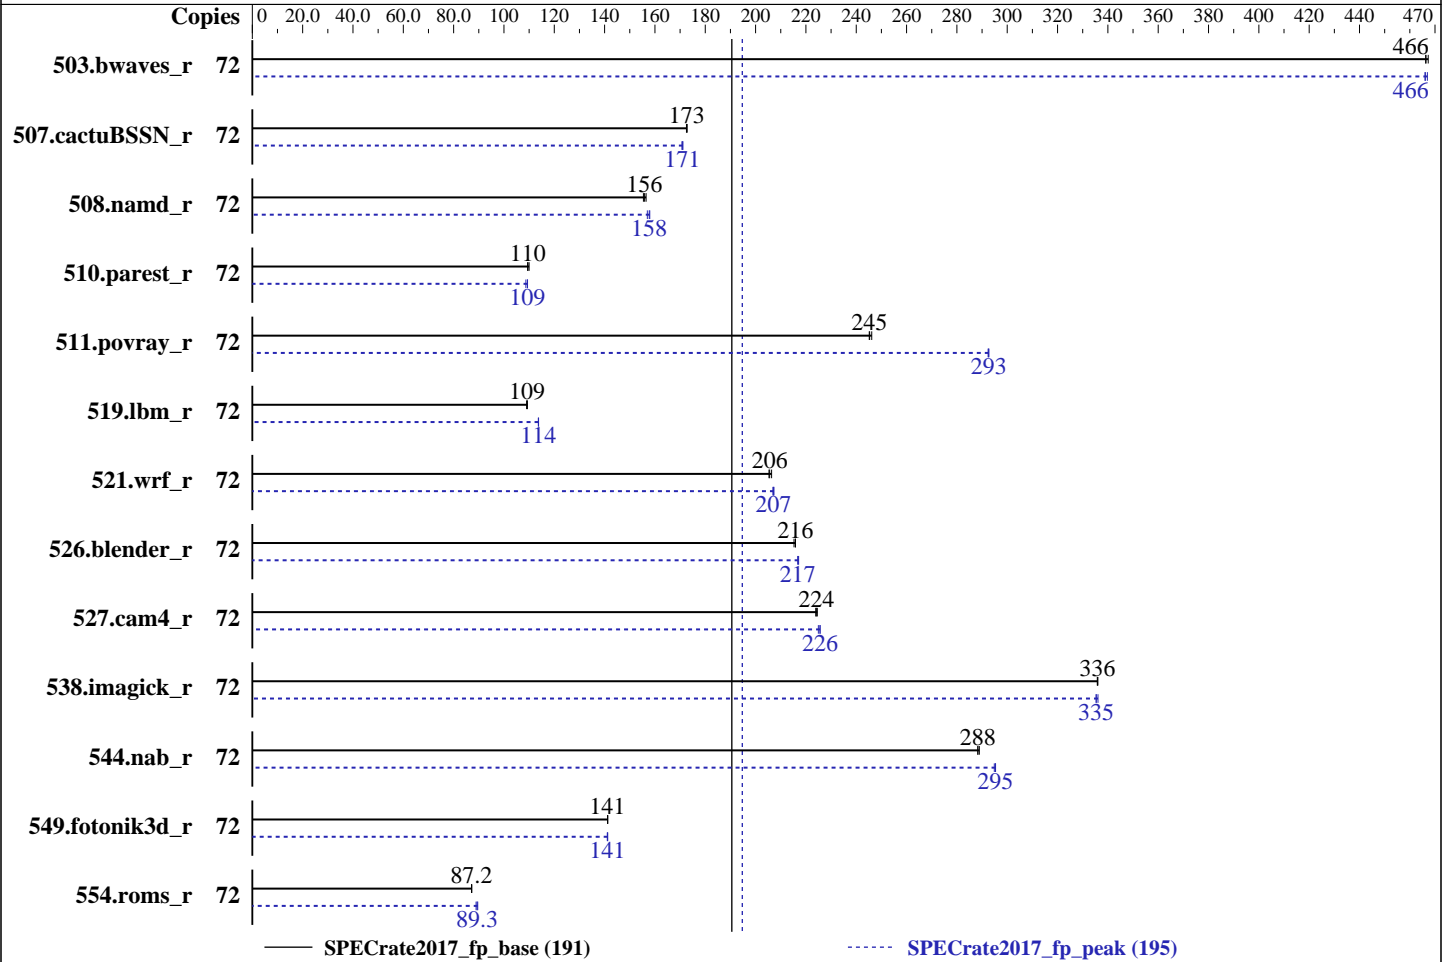 Copies 0 20.0 40.0 60.0 80.0 100 120 140 160 180 200 220 240 260 280 300 320 340 360 380 400 420 440 470
503.bwaves_r 72 466
466
507.cactuBSSN_r 72 173
171
508.namd_r 72 156
158
510.parest_r 72 110
109
511.povray_r 72 245
293
519.lbm_r 72 109
114
521.wrf_r 72 206
207
526.blender_r 72 216
217
527.cam4_r 72 224
226
538.imagick_r 72 336
335
544.nab_r 72 288
295
549.fotonik3d_r 72 141
141
554.roms_r 72 87.2
89.3
SPECrate2017_fp_base (191) SPECrate2017_fp_peak (195)